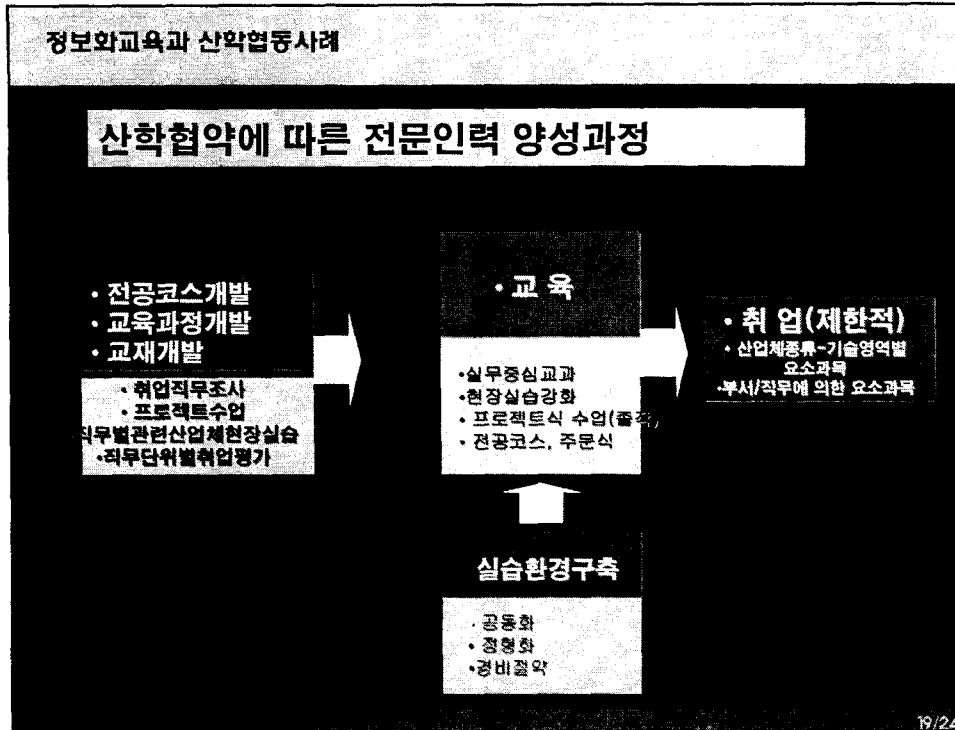 정보화교육과 산학협동사례
산학협약에 따른 전문인력 양성과정
• 전공코스개발
• 교육과정개발
• 교재개발
• 취업직무조사
• 프로젝트수업
직무별관련산업체현장실습
•직무단위별취업평가
• 교 육
•실무중심교과
•현장실습강화
• 프로젝트식 수업(졸작)
• 전공코스, 주문식
• 취 업(제한적)
• 산업체종류-기술영역별
요소과목
•부서/직무에 의한 요소과목
실습환경구축
• 공동화
• 정형화
•경비절약
19/24